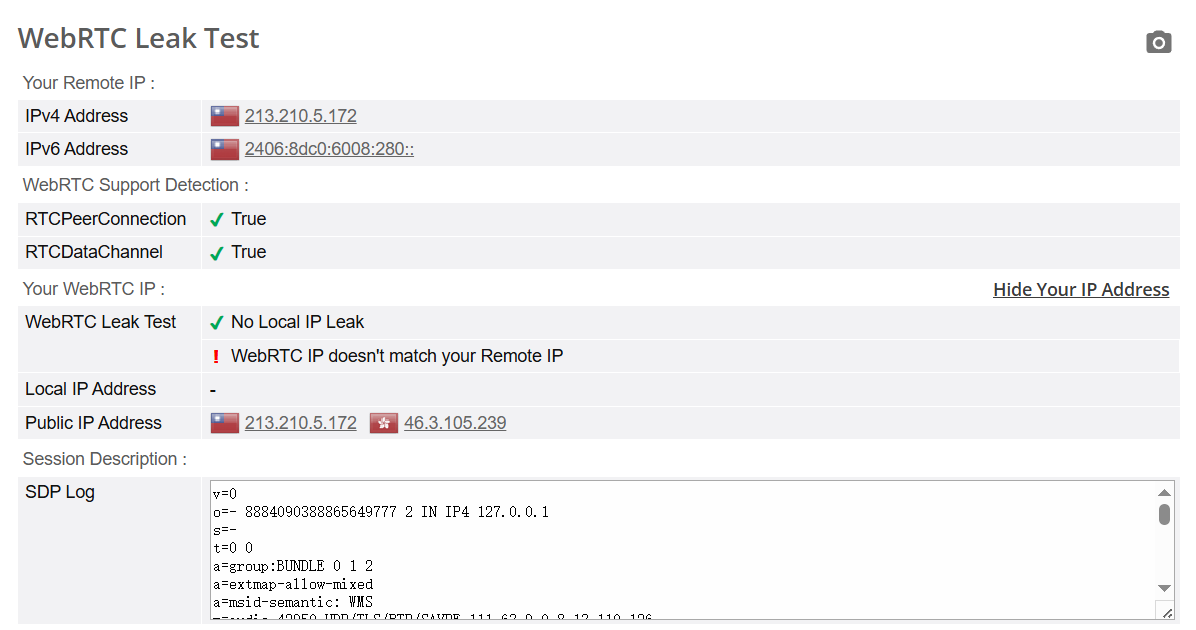 WebRTC Leak Test
Your Remote IP :
IPv4 Address 213.210.5.172
IPv6 Address 2406:8dc0:6008:280::
WebRTC Support Detection :
RTCPeerConnection True
RTCDataChannel True
Your WebRTC IP : Hide Your IP Address
WebRTC Leak Test No Local IP Leak
! WebRTC IP doesn't match your Remote IP
Local IP Address -
Public IP Address 213.210.5.172 46.3.105.239
Session Description :
SDP Log
v=0
o=- 8884090388865649777 2 IN IP4 127.0.0.1
s=-
t=0 0
a=group:BUNDLE 0 1 2
a=extmap-allow-mixed
a=msid-semantic: WMS